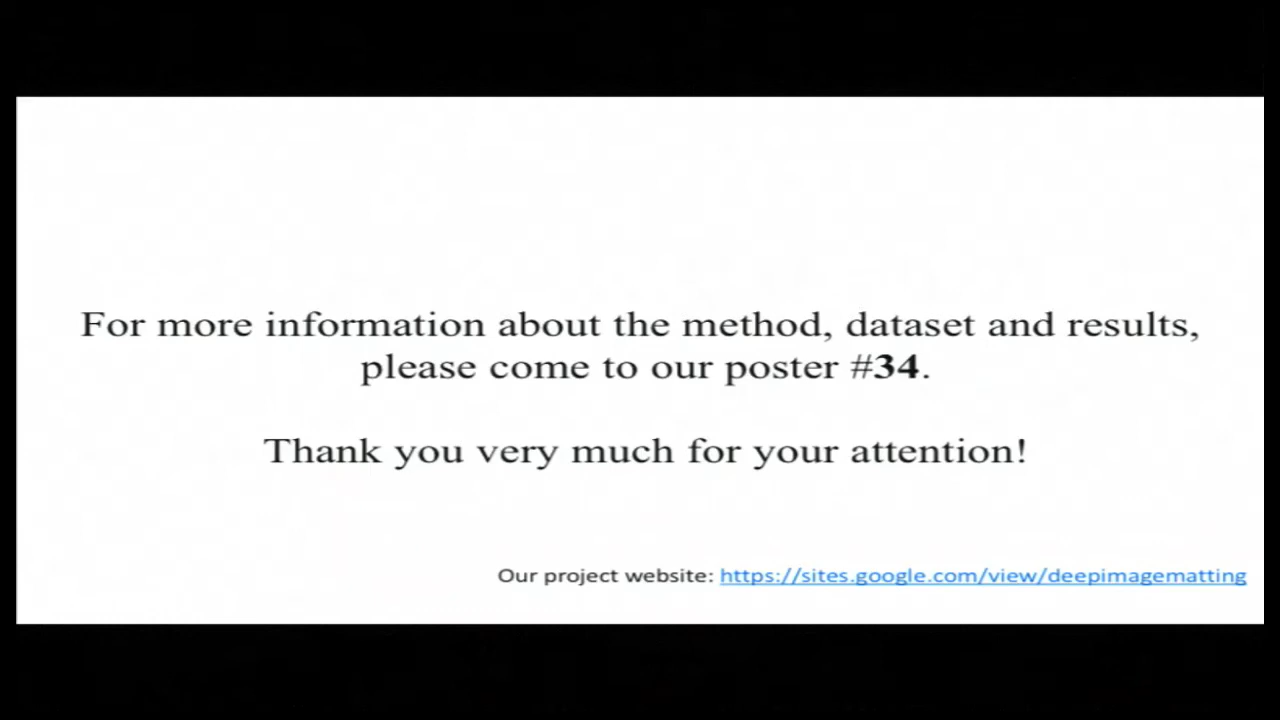 For more information about the method, dataset and results,
please come to our poster #34.
Thank you very much for your attention!
Our project website: https://sites.google.com/view/deepimagematting